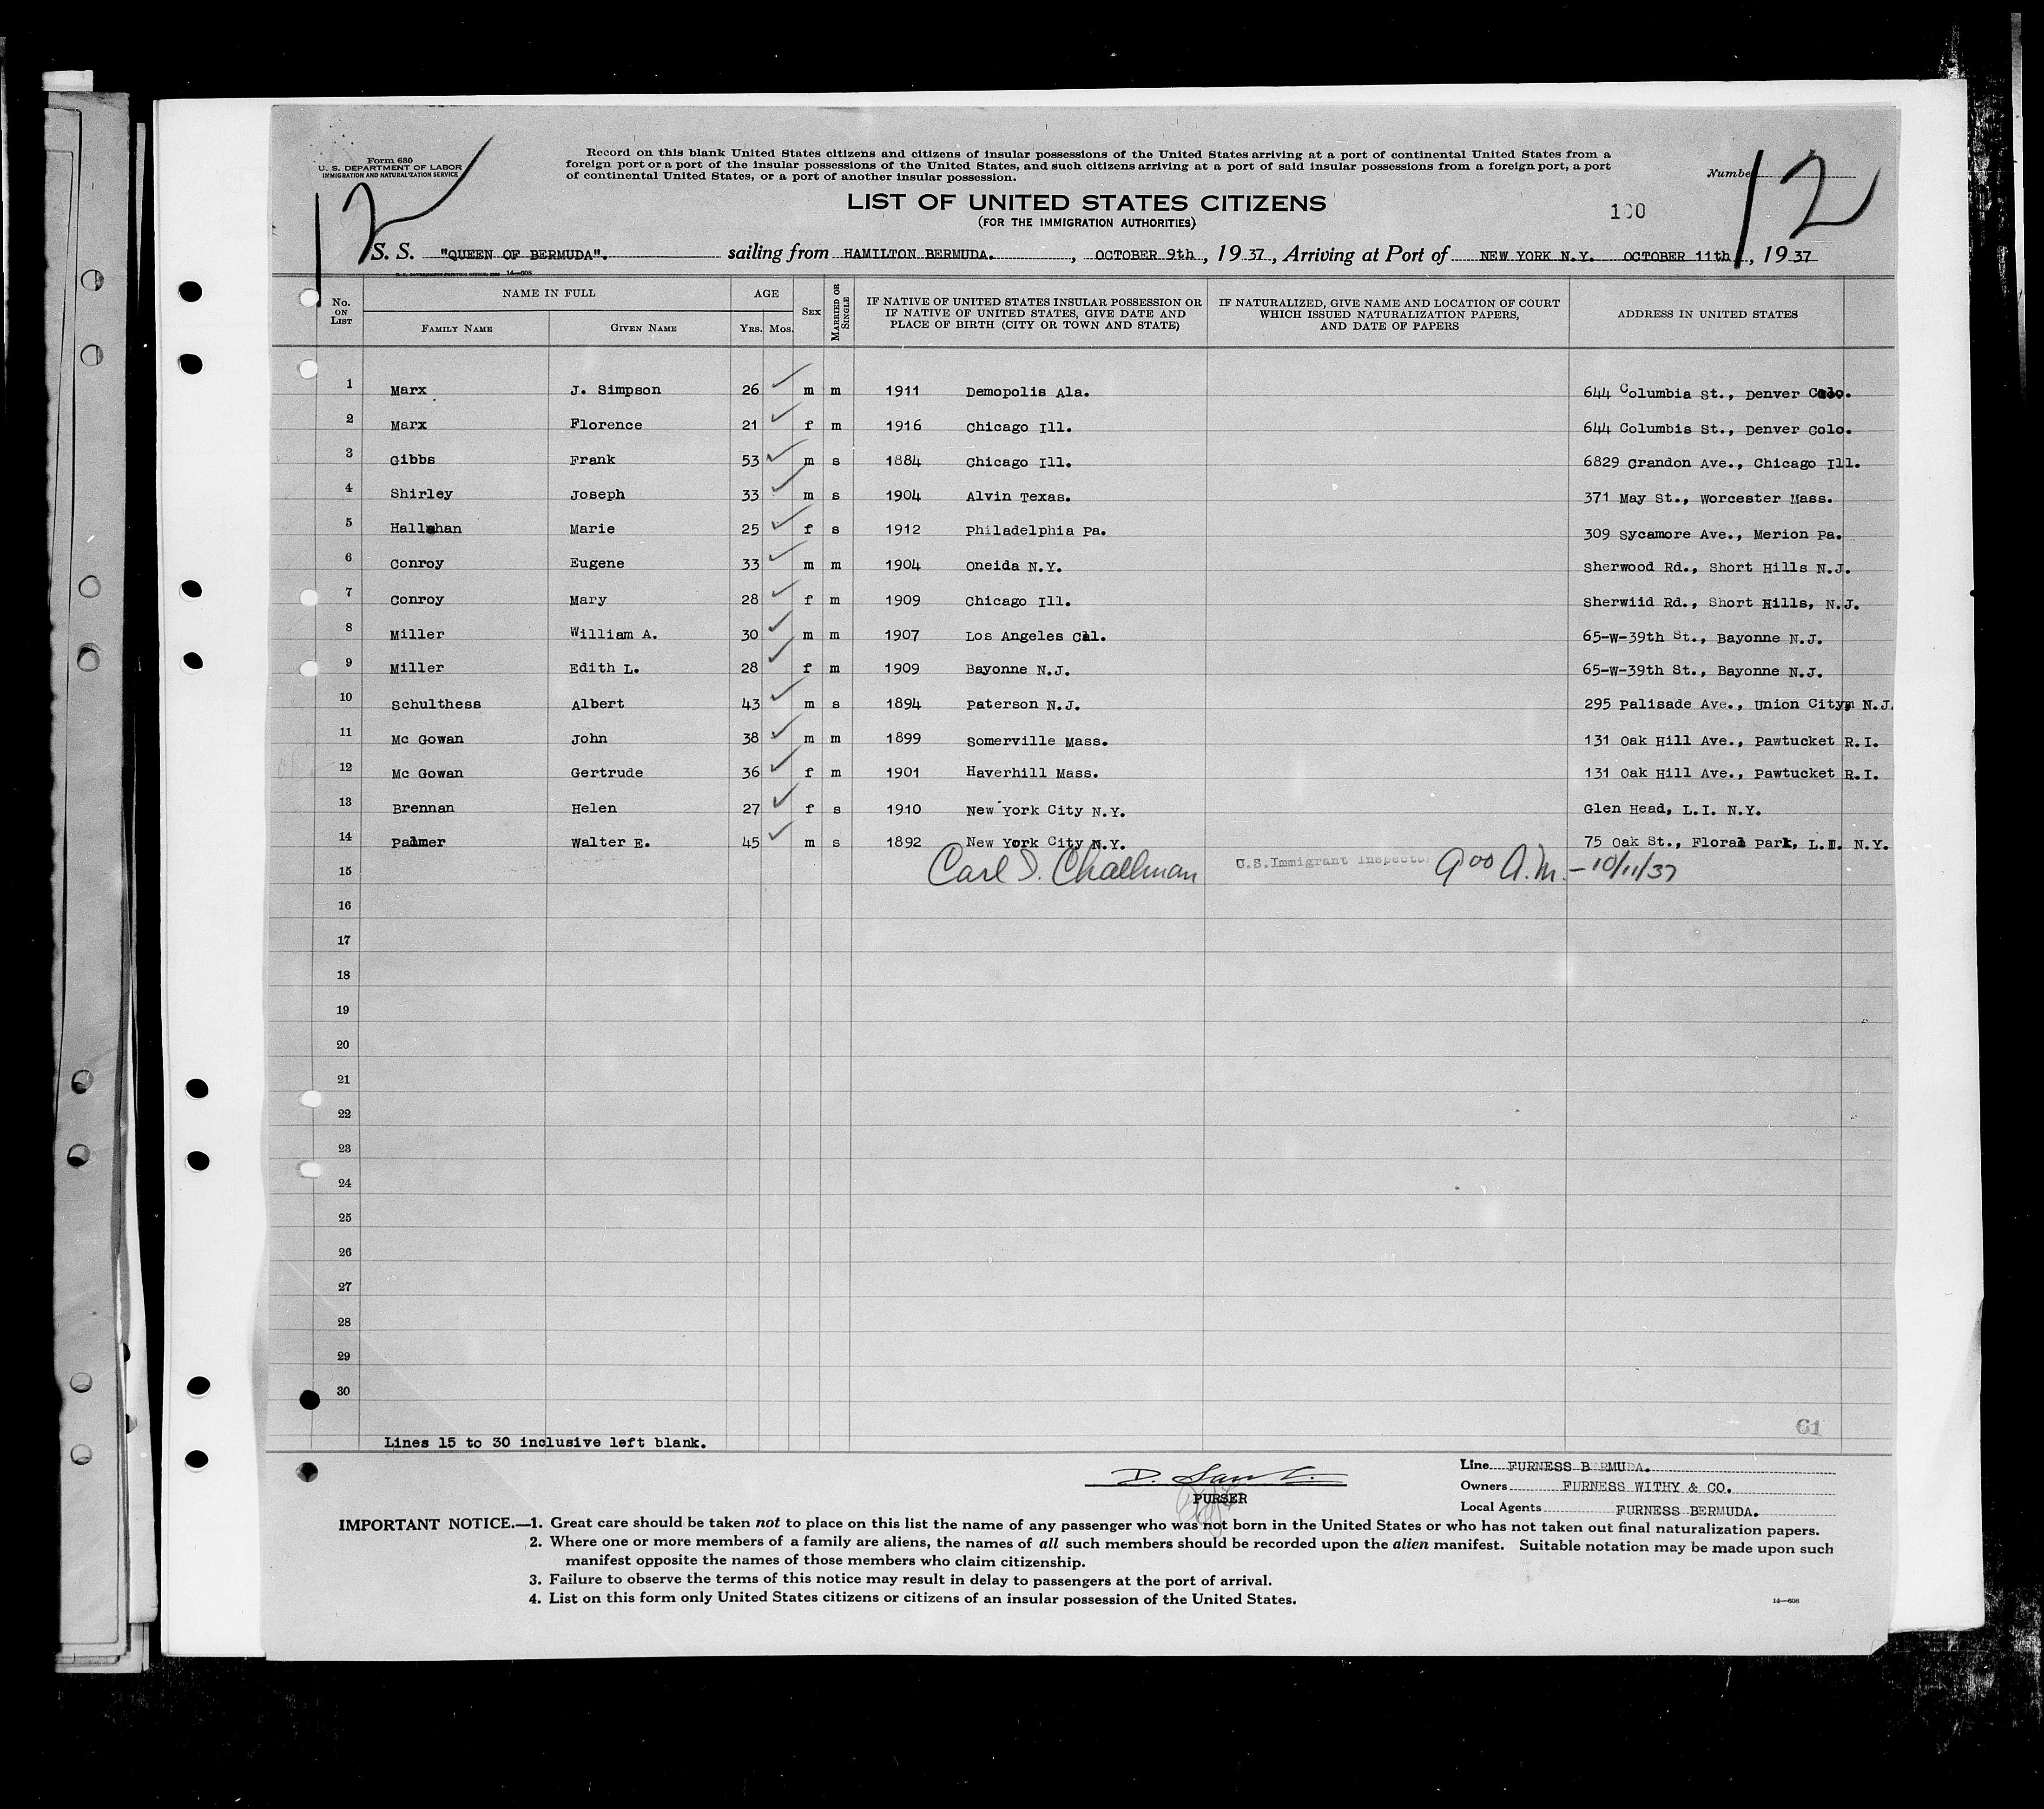 Form 630
U. S. DEPARTMENT OF LABOR
IMMIGRATION AND NATURALIZATION SERVICE
12
Record on this blank United States citizens and citizens of insular possessions of the United States arriving at a port of continental United States from a
foreign port or a port of the insular possessions of the United States, and such citizens arriving at a port of said insular possessions from a foreign port, a port
of continental United States, or a port of another insular possession.
Number 12
LIST OF UNITED STATES CITIZENS
(FOR THE IMMIGRATION AUTHORITIES)
100
S. S. "QUEEN OF BERMUDA". sailing from HAMILTON BERMUDA. , OCTOBER 9th , 19 37 , Arriving at Port of NEW YORK N.Y. OCTOBER 11th , 19 37
14—608
No. ON LIST NAME IN FULL AGE SEX MARRIED OR SINGLE IF NATIVE OF UNITED STATES INSULAR POSSESSION OR IF NATIVE OF UNITED STATES, GIVE DATE AND PLACE OF BIRTH (CITY OR TOWN AND STATE) IF NATURALIZED, GIVE NAME AND LOCATION OF COURT WHICH ISSUED NATURALIZATION PAPERS, AND DATE OF PAPERS ADDRESS IN UNITED STATES
FAMILY NAME GIVEN NAME YRS. MOS.
1 Marx J. Simpson 26 m m 1911 Demopolis Ala. 644 Columbia St., Denver Colo.
2 Marx Florence 21 f m 1916 Chicago Ill. 644 Columbis St., Denver Colo.
3 Gibbs Frank 53 m s 1884 Chicago Ill. 6829 Crandon Ave., Chicago Ill.
4 Shirley Joseph 33 m s 1904 Alvin Texas. 371 May St., Worcester Mass.
5 Hallahan Marie 25 f s 1912 Philadelphia Pa. 309 Sycamore Ave., Merion Pa.
6 Conroy Eugene 33 m m 1904 Oneida N.Y. Sherwood Rd., Short Hills N.J.
7 Conroy Mary 28 f m 1909 Chicago Ill. Sherwiid Rd., Short Hills, N.J.
8 Miller William A. 30 m m 1907 Los Angeles Cal. 65-W-39th St., Bayonne N.J.
9 Miller Edith L. 28 f m 1909 Bayonne N.J. 65-W-39th St., Bayonne N.J.
10 Schulthess Albert 43 m s 1894 Paterson N.J. 295 Palisade Ave., Union City, N.J.
11 Mc Gowan John 38 m m 1899 Somerville Mass. 131 Oak Hill Ave., Pawtucket R.I.
12 Mc Gowan Gertrude 36 f m 1901 Haverhill Mass. 131 Oak Hill Ave., Pawtucket R.I.
13 Brennan Helen 27 f s 1910 New York City N.Y. Glen Head, L.I. N.Y.
14 Palmer Walter E. 45 m s 1892 New York City N.Y. 75 Oak St., Floral Park, L.I. N.Y.
15 Carl I. Challman U.S. Immigrant Inspector 9 00 A.M. - 10/11/37
16
17
18
19
20
21
22
23
24
25
26
27
28
29
30
61
Lines 15 to 30 inclusive left blank.
PURSER
Line FURNESS BERMUDA.
Owners FURNESS WITHY & CO.
Local Agents FURNESS BERMUDA.
IMPORTANT NOTICE.—1. Great care should be taken not to place on this list the name of any passenger who was not born in the United States or who has not taken out final naturalization papers.
2. Where one or more members of a family are aliens, the names of all such members should be recorded upon the alien manifest. Suitable notation may be made upon such
manifest opposite the names of those members who claim citizenship.
3. Failure to observe the terms of this notice may result in delay to passengers at the port of arrival.
4. List on this form only United States citizens or citizens of an insular possession of the United States.
14—608